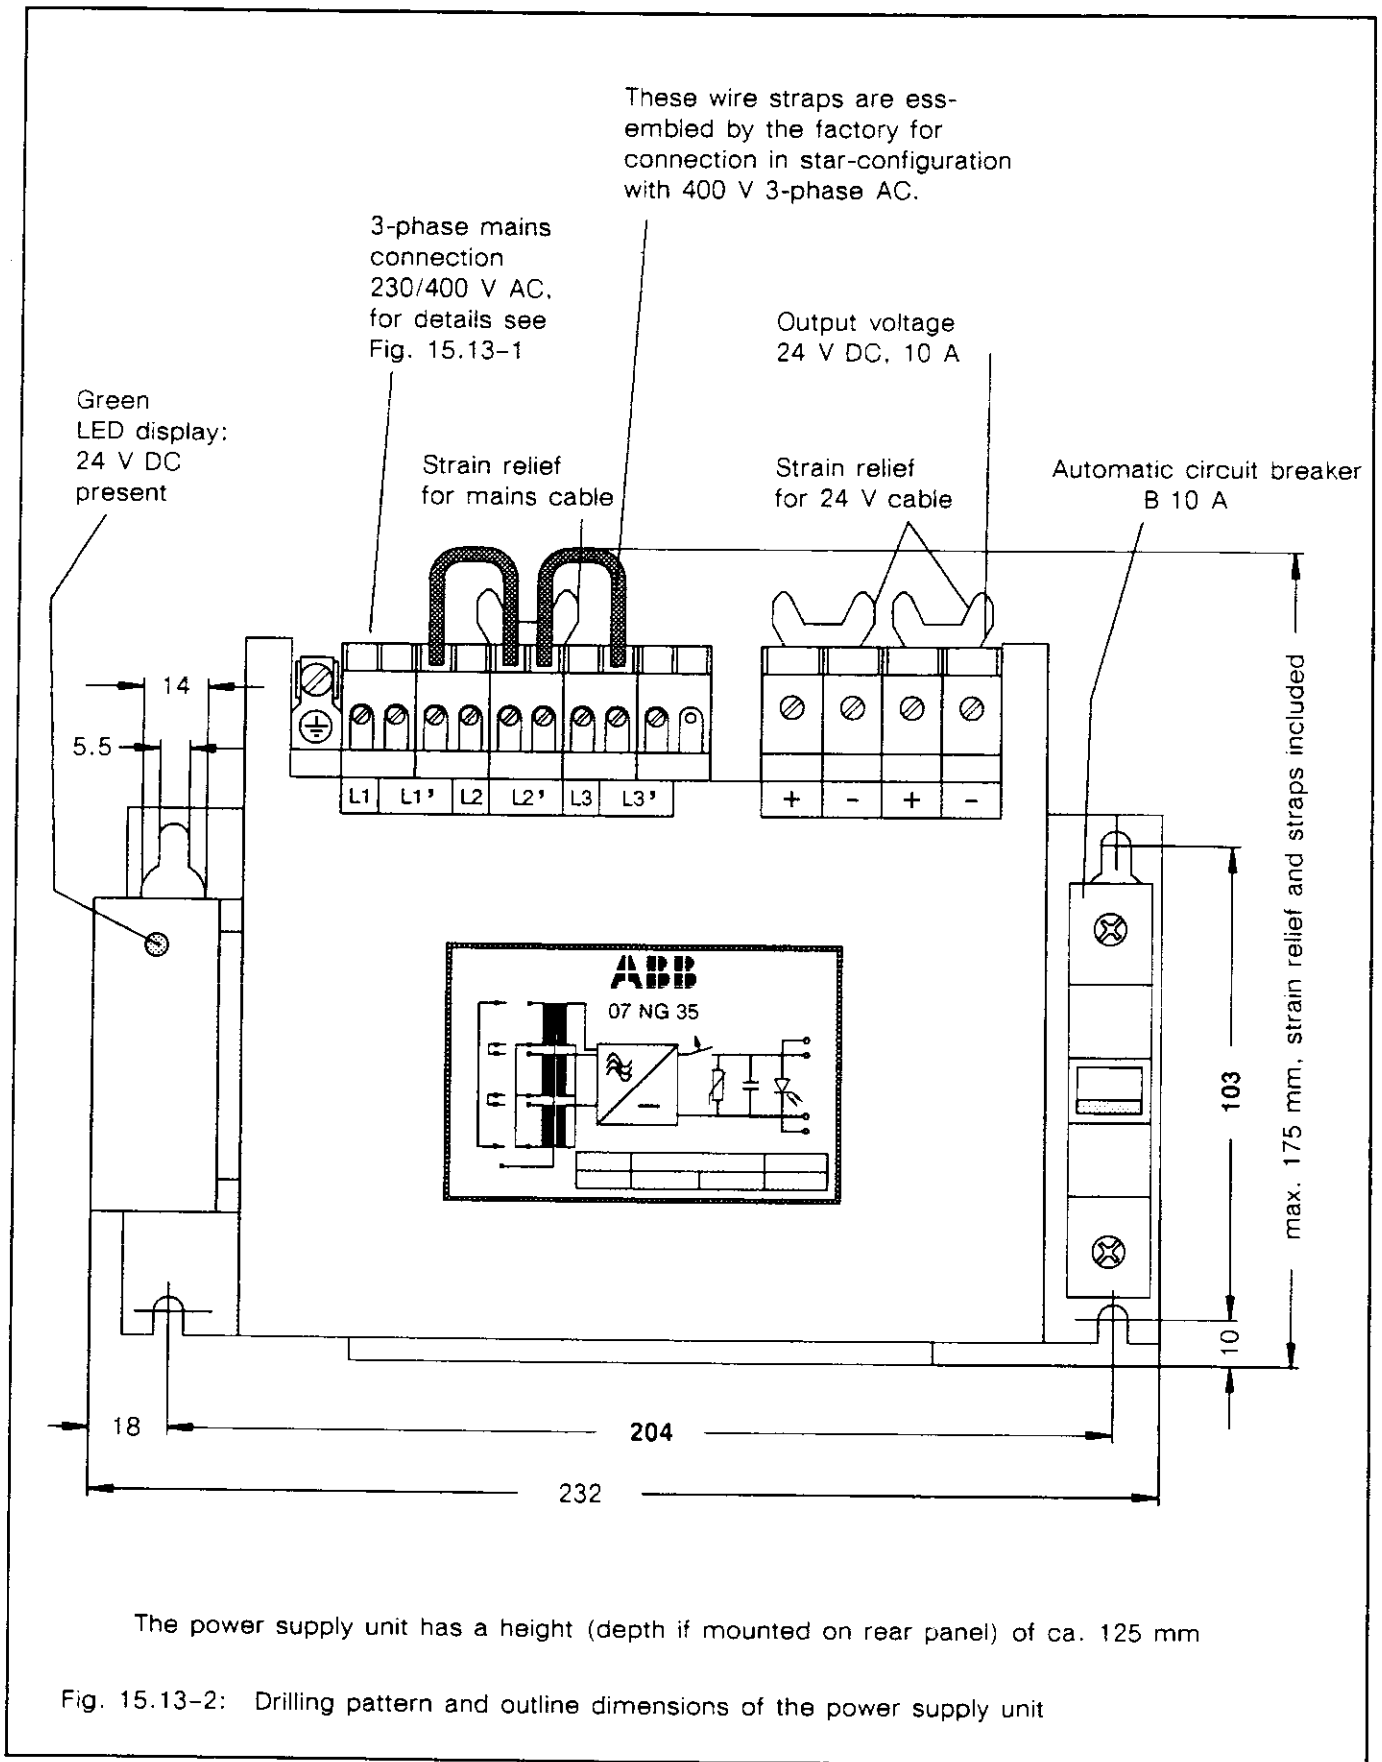 These wire straps are ess-
embled by the factory for
connection in star-configuration
with 400 V 3-phase AC.
3-phase mains
connection
230/400 V AC,
for details see
Fig. 15.13-1
Output voltage
24 V DC, 10 A
Green
LED display:
24 V DC
present
Strain relief
for mains cable
Strain relief
for 24 V cable
Automatic circuit breaker
B 10 A
14
5.5
L1 L1' L2 L2' L3 L3'
+ - + -
ABB
07 NG 35
103
max. 175 mm, strain relief and straps included
10
18
204
232
The power supply unit has a height (depth if mounted on rear panel) of ca. 125 mm
Fig. 15.13-2: Drilling pattern and outline dimensions of the power supply unit